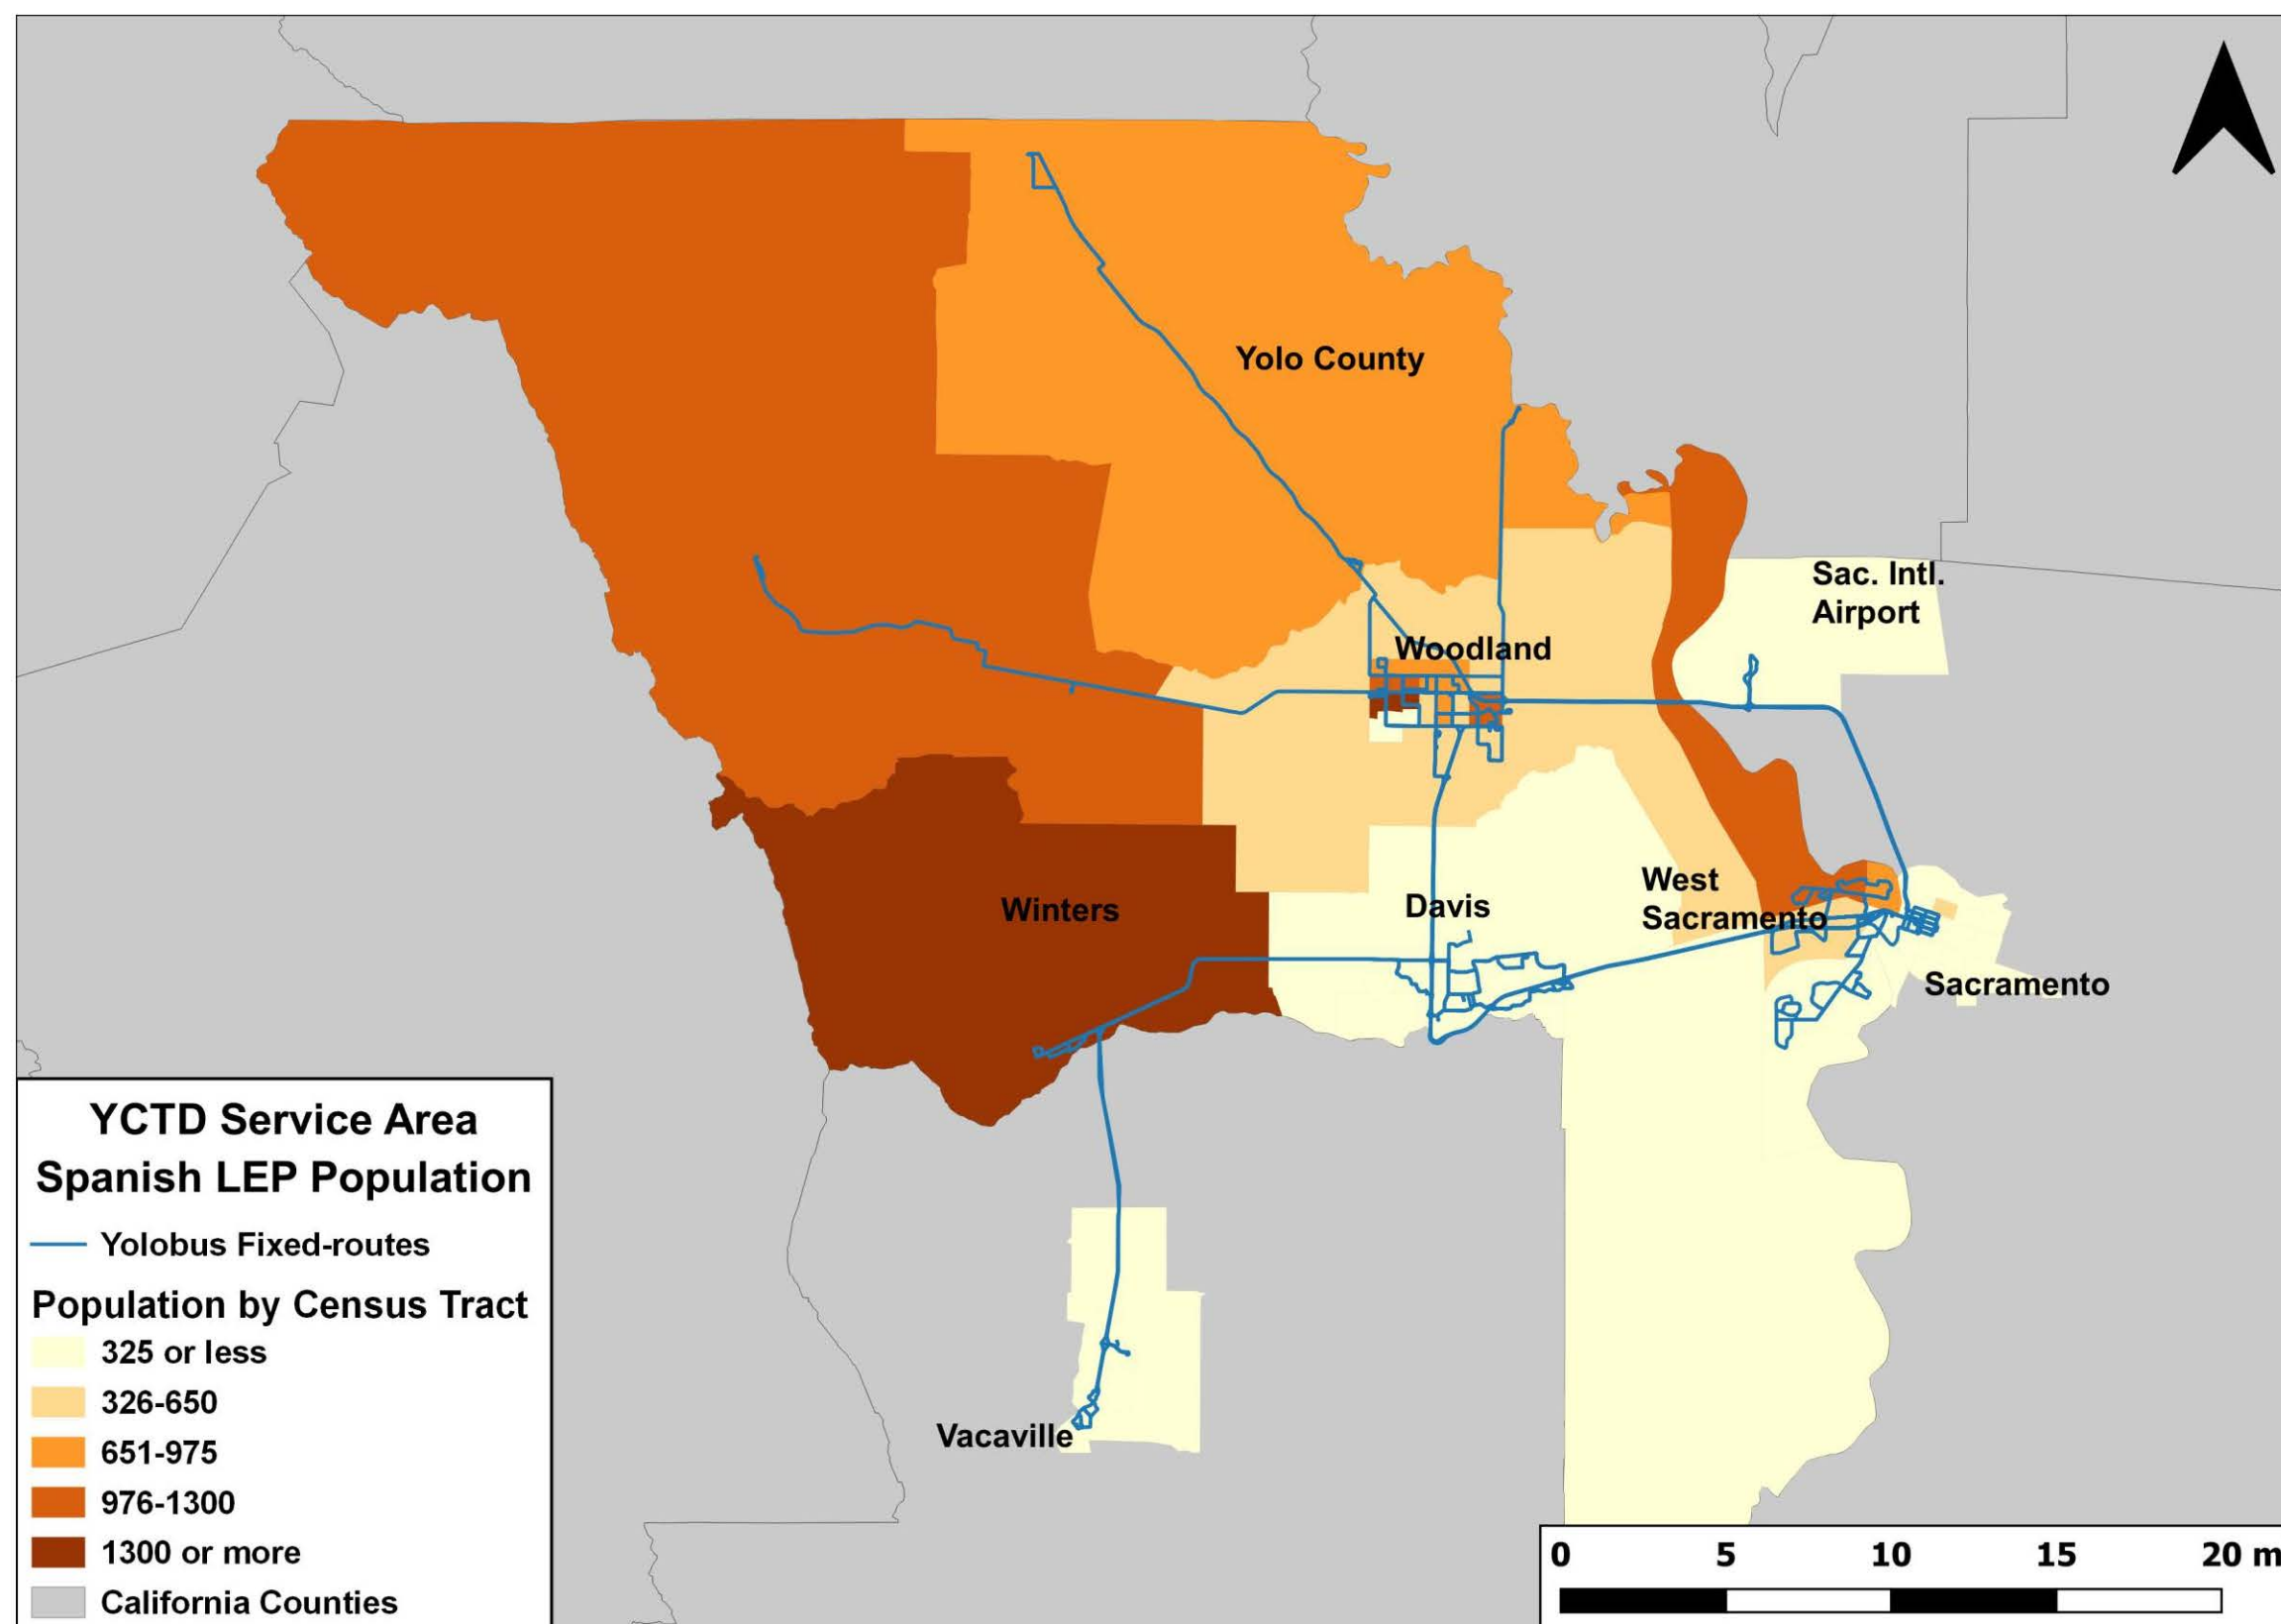 Yolo County
Sac. Intl.
Airport
Woodland
West
Sacramento
Davis
Winters
Sacramento
Vacaville
YCTD Service Area
Spanish LEP Population
Yolobus Fixed-routes
Population by Census Tract
325 or less
326-650
651-975
976-1300
1300 or more
California Counties
0 5 10 15 20 m